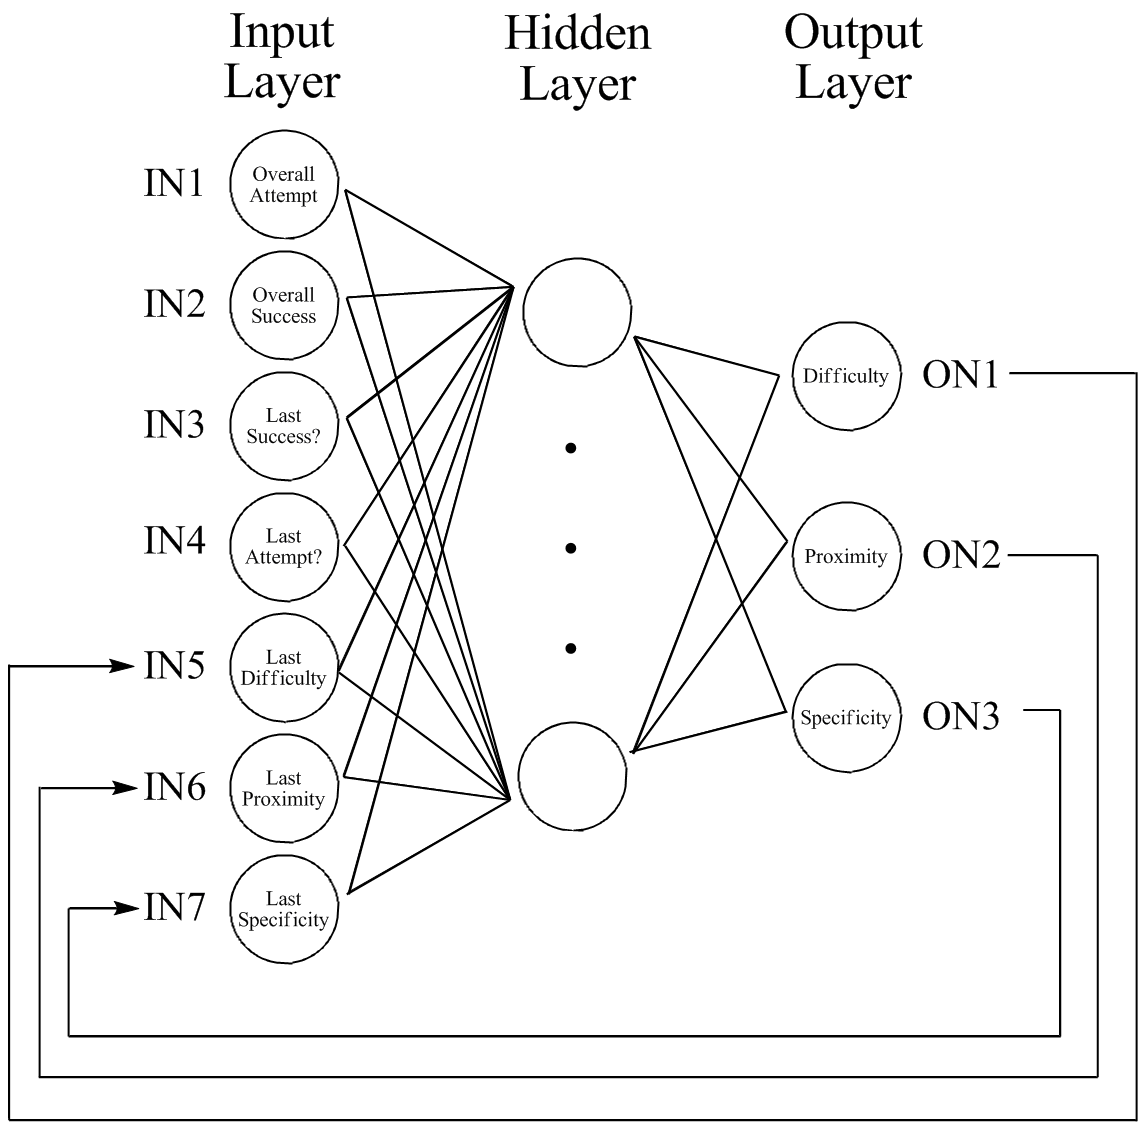 Input
Layer
Hidden
Layer
Output
Layer
IN1
Overall
Attempt
IN2
Overall
Success
IN3
Last
Success?
IN4
Last
Attempt?
IN5
Last
Difficulty
IN6
Last
Proximity
IN7
Last
Specificity
Difficulty
ON1
Proximity
ON2
Specificity
ON3